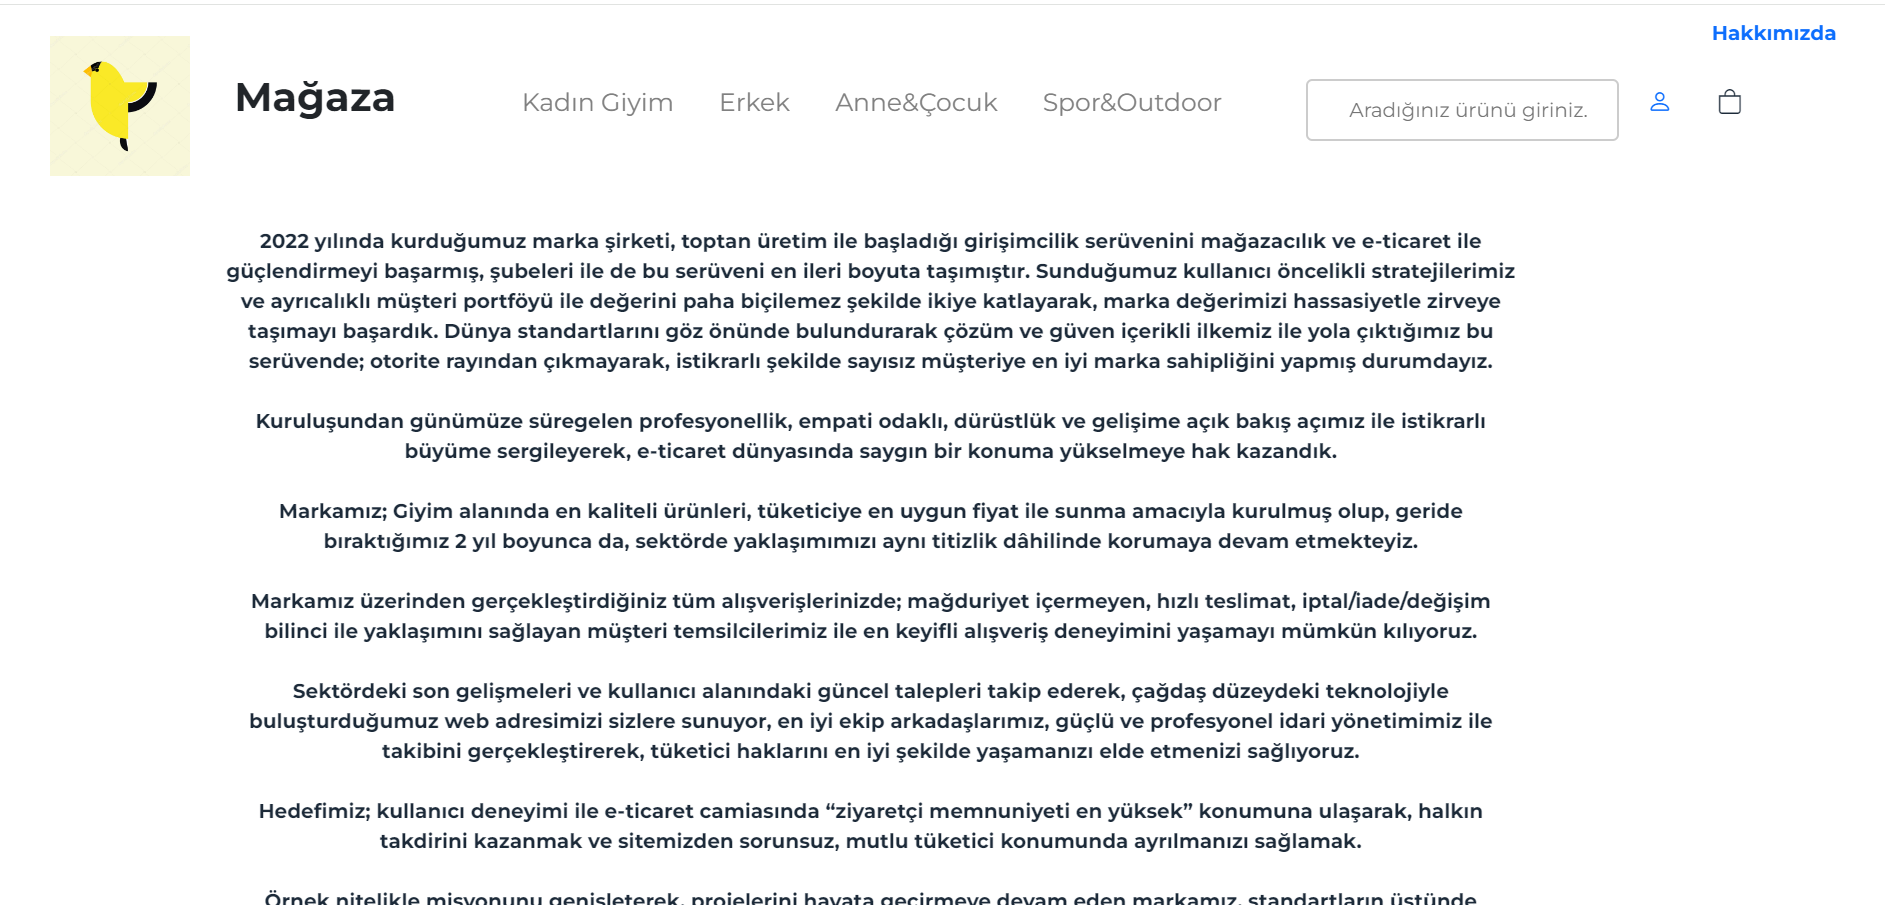 Hakkımızda
Mağaza
Kadın Giyim
Erkek
Anne&Çocuk
Spor&Outdoor
Aradığınız ürünü giriniz.
2022 yılında kurduğumuz marka şirketi, toptan üretim ile başladığı girişimcilik serüvenini mağazacılık ve e-ticaret ile
güçlendirmeyi başarmış, şubeleri ile de bu serüveni en ileri boyuta taşımıştır. Sunduğumuz kullanıcı öncelikli stratejilerimiz
ve ayrıcalıklı müşteri portföyü ile değerini paha biçilemez şekilde ikiye katlayarak, marka değerimizi hassasiyetle zirveye
taşımayı başardık. Dünya standartlarını göz önünde bulundurarak çözüm ve güven içerikli ilkemiz ile yola çıktığımız bu
serüvende; otorite rayından çıkmayarak, istikrarlı şekilde sayısız müşteriye en iyi marka sahipliğini yapmış durumdayız.
Kuruluşundan günümüze süregelen profesyonellik, empati odaklı, dürüstlük ve gelişime açık bakış açımız ile istikrarlı
büyüme sergileyerek, e-ticaret dünyasında saygın bir konuma yükselmeye hak kazandık.
Markamız; Giyim alanında en kaliteli ürünleri, tüketiciye en uygun fiyat ile sunma amacıyla kurulmuş olup, geride
bıraktığımız 2 yıl boyunca da, sektörde yaklaşımımızı aynı titizlik dâhilinde korumaya devam etmekteyiz.
Markamız üzerinden gerçekleştirdiğiniz tüm alışverişlerinizde; mağduriyet içermeyen, hızlı teslimat, iptal/iade/değişim
bilinci ile yaklaşımını sağlayan müşteri temsilcilerimiz ile en keyifli alışveriş deneyimini yaşamayı mümkün kılıyoruz.
Sektördeki son gelişmeleri ve kullanıcı alanındaki güncel talepleri takip ederek, çağdaş düzeydeki teknolojiyle
buluşturduğumuz web adresimizi sizlere sunuyor, en iyi ekip arkadaşlarımız, güçlü ve profesyonel idari yönetimimiz ile
takibini gerçekleştirerek, tüketici haklarını en iyi şekilde yaşamanızı elde etmenizi sağlıyoruz.
Hedefimiz; kullanıcı deneyimi ile e-ticaret camiasında “ziyaretçi memnuniyeti en yüksek” konumuna ulaşarak, halkın
takdirini kazanmak ve sitemizden sorunsuz, mutlu tüketici konumunda ayrılmanızı sağlamak.
Örnek nitelikle misyonunu genişleterek, projelerini hayata geçirmeye devam eden markamız, standartların üstünde